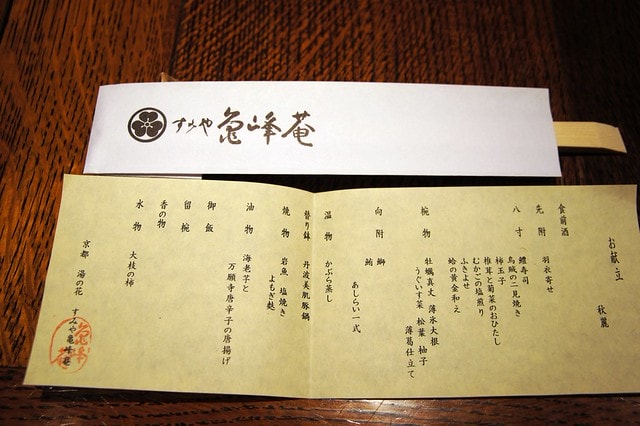 すみや 亀峰庵
お献立 秋麗
食前酒
先附 羽衣寄せ
八寸 鱧寿司
烏賊の二見焼き
柿玉子
椎茸と菊菜のおひたし
むかごの塩煎り
ふきよせ
蛤の黄金和え
椀物 牡蠣真丈 薄氷大根
うぐいす菜 松葉 柚子
薄葛仕立て
向附 鰤
鮪
あしらい一式
温物 かぶら蒸し
替り鉢 丹波美肌豚鍋
焼物 岩魚 塩焼き
よもぎ麩
油物 海老芋と
万願寺唐辛子の唐揚げ
御飯
留椀
香の物
水物 大枝の柿
京都 湯の花 すみや亀峰庵